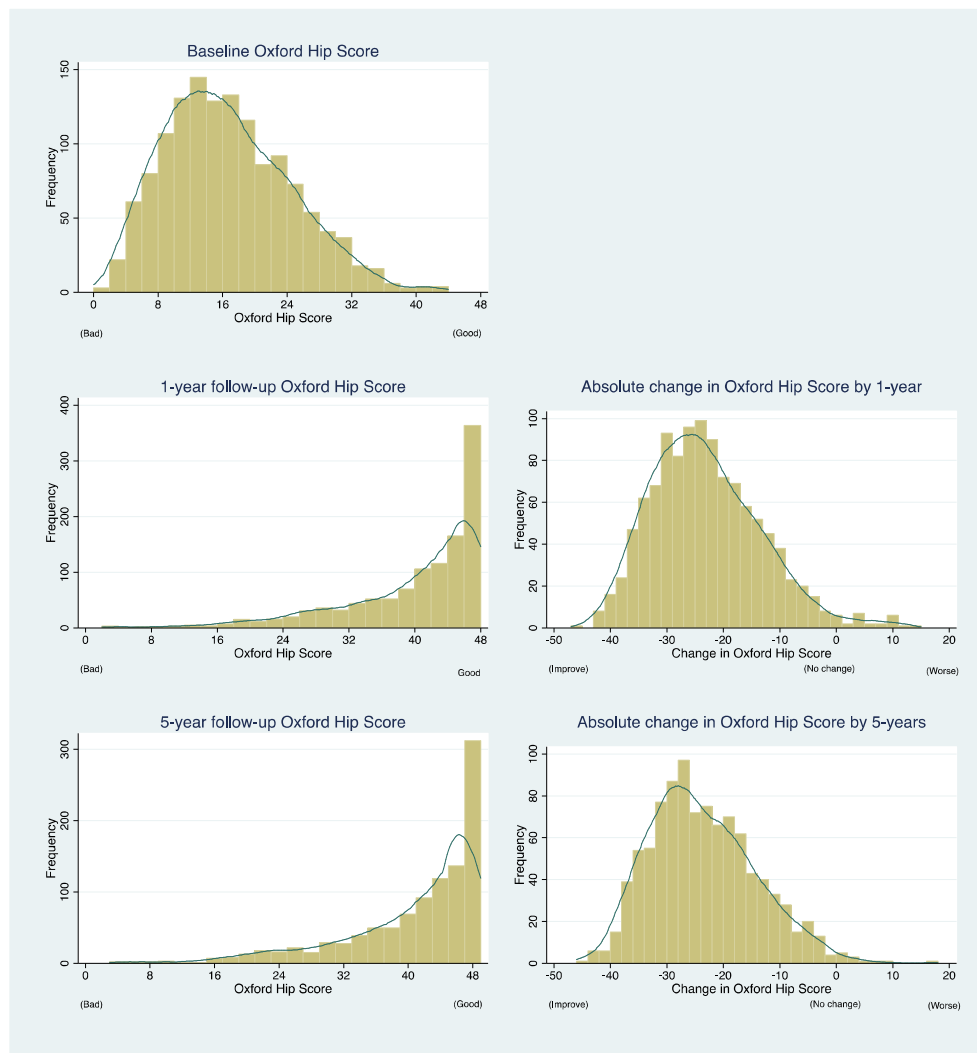 Baseline Oxford Hip Score
Frequency
150
100
50
0
0 8 16 24 32 40 48
Oxford Hip Score
(Bad) (Good)
1-year follow-up Oxford Hip Score
Frequency
400
300
200
100
0
0 8 16 24 32 40 48
Oxford Hip Score
(Bad) Good
Absolute change in Oxford Hip Score by 1-year
Frequency
100
80
60
40
20
0
-50 -40 -30 -20 -10 0 10 20
Change in Oxford Hip Score
(Improve) (No change) (Worse)
5-year follow-up Oxford Hip Score
Frequency
300
200
100
0
0 8 16 24 32 40 48
Oxford Hip Score
(Bad) (Good)
Absolute change in Oxford Hip Score by 5-years
Frequency
100
80
60
40
20
0
-50 -40 -30 -20 -10 0 10 20
Change in Oxford Hip Score
(Improve) (No change) (Worse)